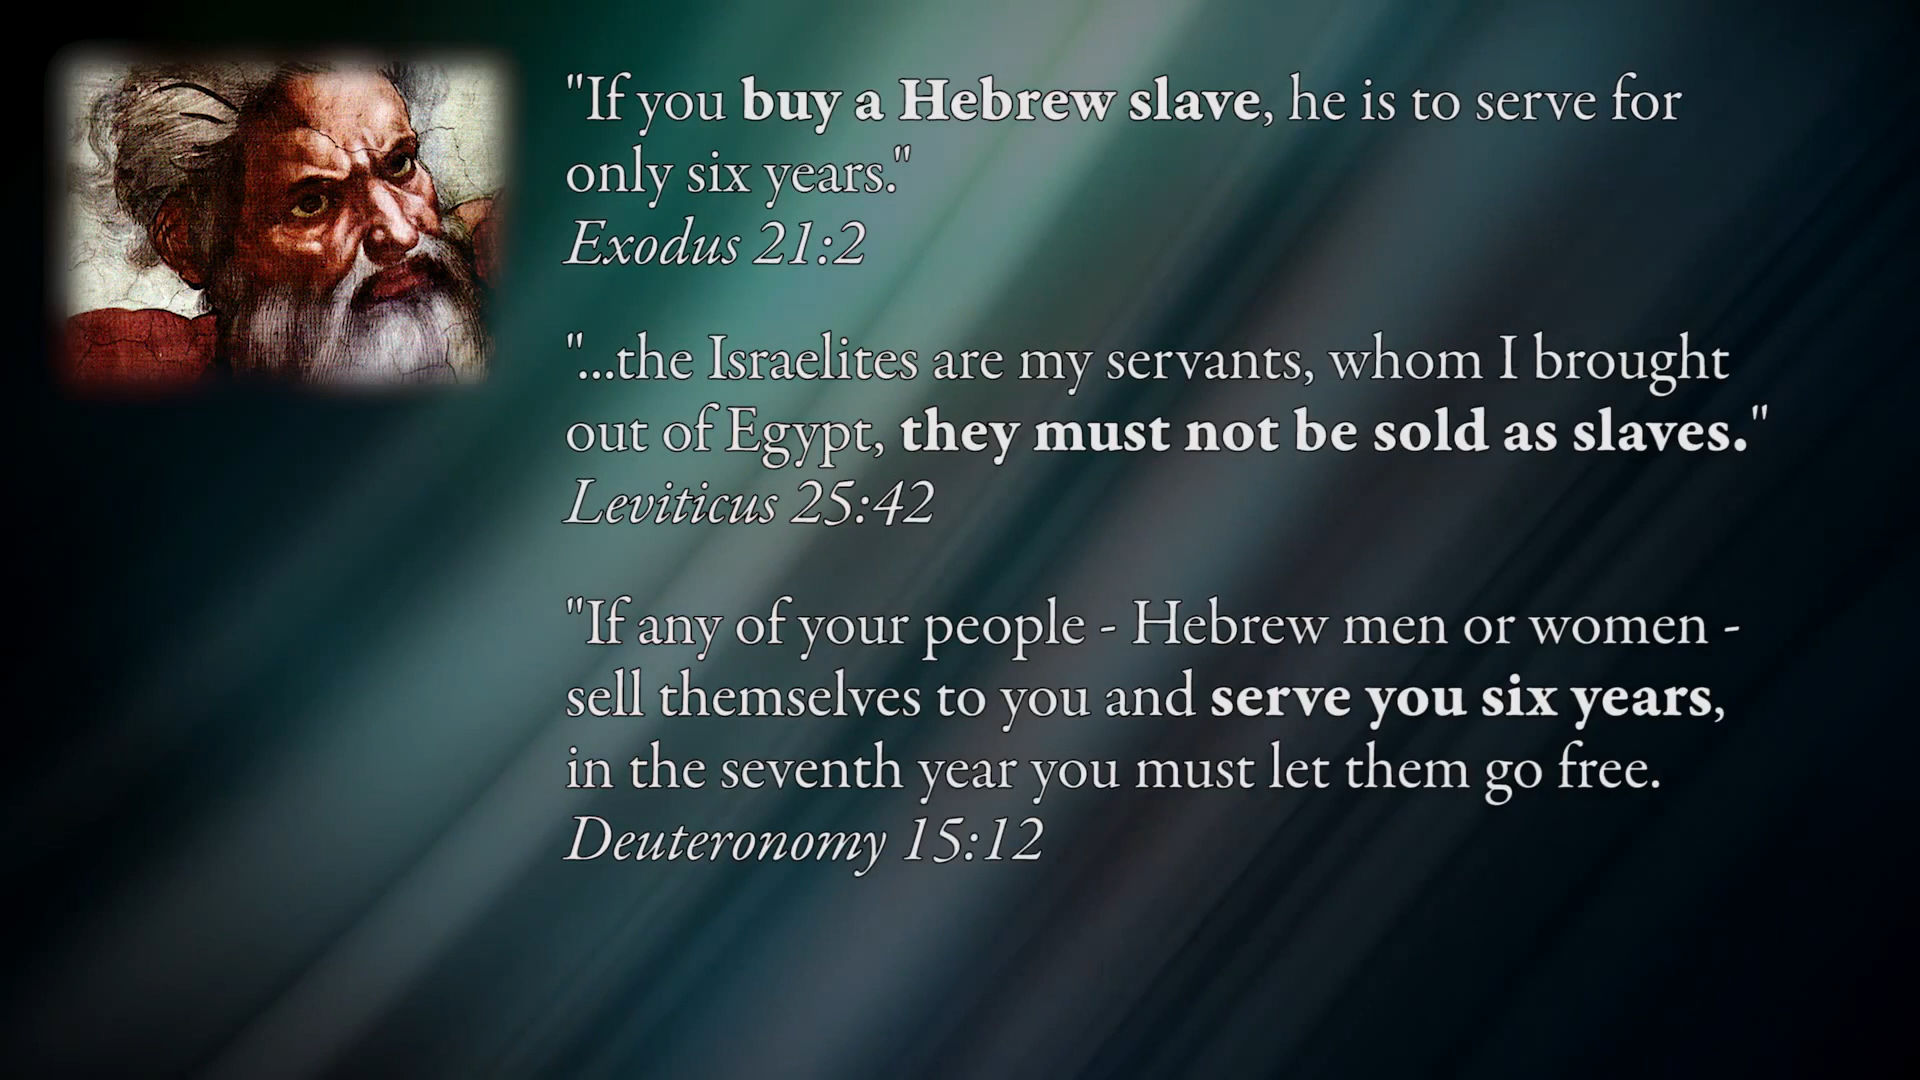 "If you buy a Hebrew slave, he is to serve for
only six years."
Exodus 21:2
"...the Israelites are my servants, whom I brought
out of Egypt, they must not be sold as slaves."
Leviticus 25:42
"If any of your people - Hebrew men or women -
sell themselves to you and serve you six years,
in the seventh year you must let them go free.
Deuteronomy 15:12